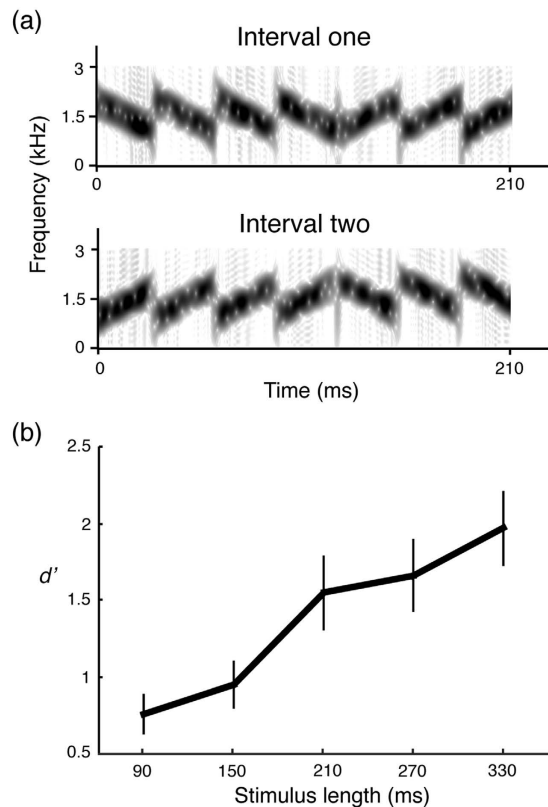 (a)
Interval one
3
1.5
0
0
210
Frequency (kHz)
Interval two
3
1.5
0
0
210
Time (ms)
(b)
2.5
2
1.5
1
0.5
d'
90
150
210
270
330
Stimulus length (ms)